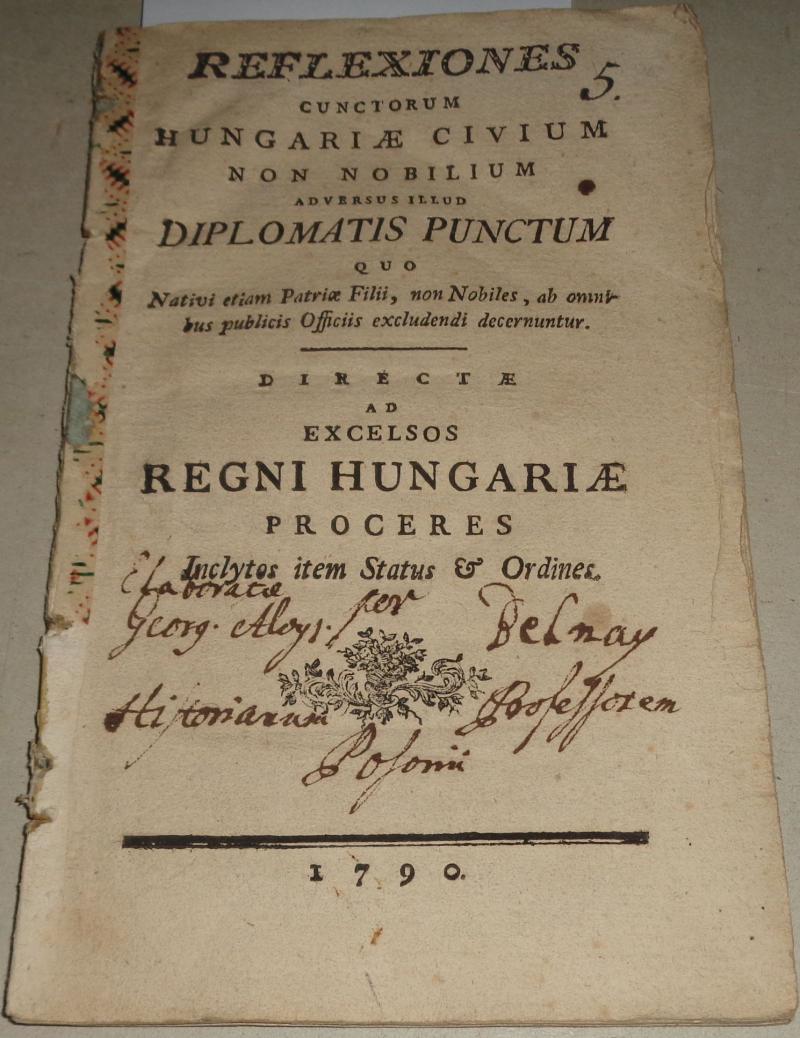 REFLEXIONES
5.
CUNCTORUM
HUNGARIÆ CIVIUM
NON NOBILIUM
ADVERSUS ILLUD
DIPLOMATIS PUNCTUM
QUO
Nativi etiam Patriæ Filii, non Nobiles, ab omni-
bus publicis Officiis excludendi decernuntur.
DIRECTÆ
AD
EXCELSOS
REGNI HUNGARIÆ
PROCERES
Inclytos item Status & Ordines.
Elaboratæ per
Georg. Aloys. Belnay
Historiarum Professorem
Posonii
1790.